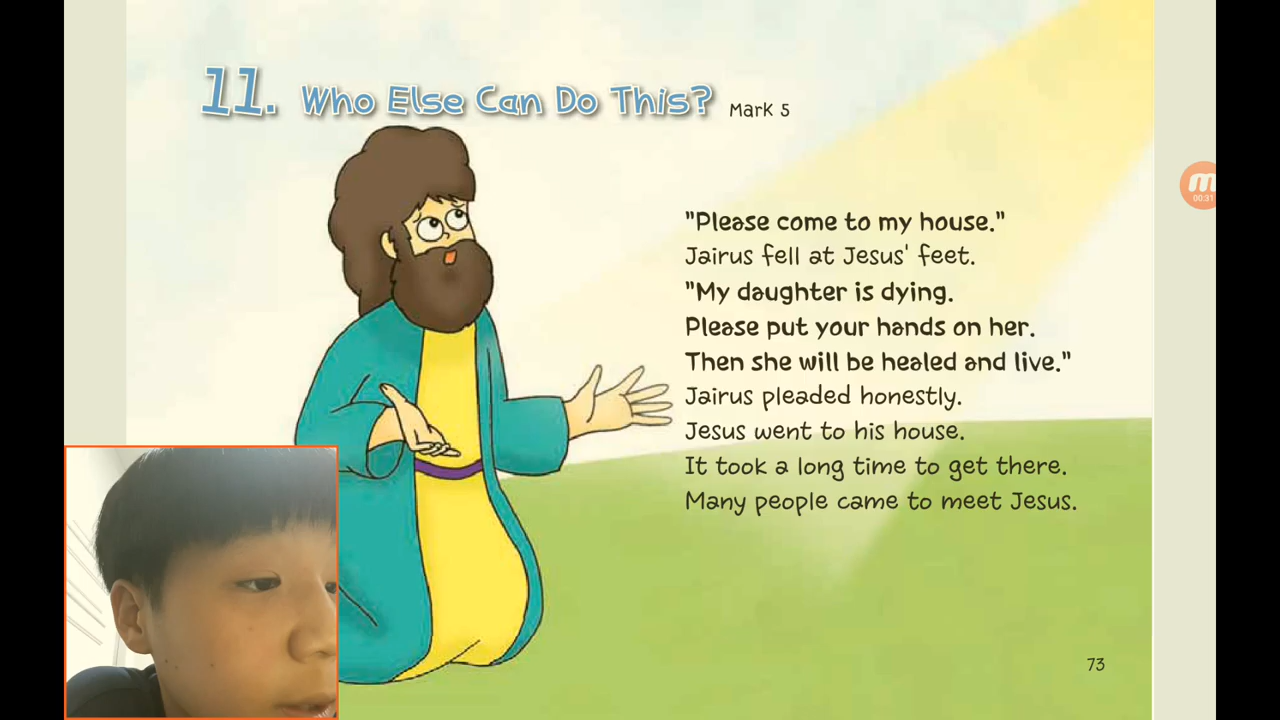 11. Who Else Can Do This? Mark 5
"Please come to my house."
Jairus fell at Jesus' feet.
"My daughter is dying.
Please put your hands on her.
Then she will be healed and live."
Jairus pleaded honestly.
Jesus went to his house.
It took a long time to get there.
Many people came to meet Jesus.
73
00:31